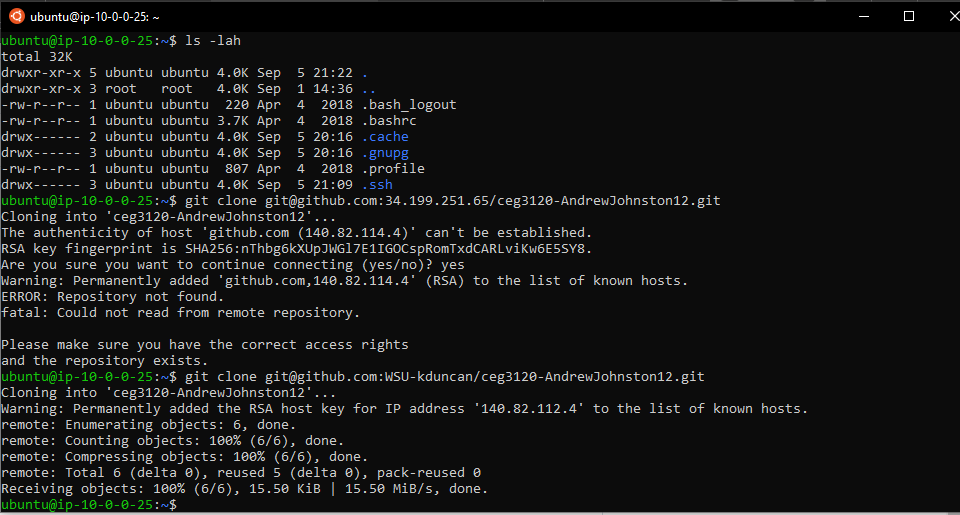 ubuntu@ip-10-0-0-25: ~
ubuntu@ip-10-0-0-25:~$ ls -lah
total 32K
drwxr-xr-x 5 ubuntu ubuntu 4.0K Sep  5 21:22 .
drwxr-xr-x 3 root   root   4.0K Sep  1 14:36 ..
-rw-r--r-- 1 ubuntu ubuntu  220 Apr  4  2018 .bash_logout
-rw-r--r-- 1 ubuntu ubuntu 3.7K Apr  4  2018 .bashrc
drwx------ 2 ubuntu ubuntu 4.0K Sep  5 20:16 .cache
drwx------ 3 ubuntu ubuntu 4.0K Sep  5 20:16 .gnupg
-rw-r--r-- 1 ubuntu ubuntu  807 Apr  4  2018 .profile
drwx------ 3 ubuntu ubuntu 4.0K Sep  5 21:09 .ssh
ubuntu@ip-10-0-0-25:~$ git clone git@github.com:34.199.251.65/ceg3120-AndrewJohnston12.git
Cloning into 'ceg3120-AndrewJohnston12'...
The authenticity of host 'github.com (140.82.114.4)' can't be established.
RSA key fingerprint is SHA256:nThbg6kXUpJWGl7E1IGOCspRomTxdCARLviKw6E5SY8.
Are you sure you want to continue connecting (yes/no)? yes
Warning: Permanently added 'github.com,140.82.114.4' (RSA) to the list of known hosts.
ERROR: Repository not found.
fatal: Could not read from remote repository.

Please make sure you have the correct access rights
and the repository exists.
ubuntu@ip-10-0-0-25:~$ git clone git@github.com:WSU-kduncan/ceg3120-AndrewJohnston12.git
Cloning into 'ceg3120-AndrewJohnston12'...
Warning: Permanently added the RSA host key for IP address '140.82.112.4' to the list of known hosts.
remote: Enumerating objects: 6, done.
remote: Counting objects: 100% (6/6), done.
remote: Compressing objects: 100% (6/6), done.
remote: Total 6 (delta 0), reused 5 (delta 0), pack-reused 0
Receiving objects: 100% (6/6), 15.50 KiB | 15.50 MiB/s, done.
ubuntu@ip-10-0-0-25:~$